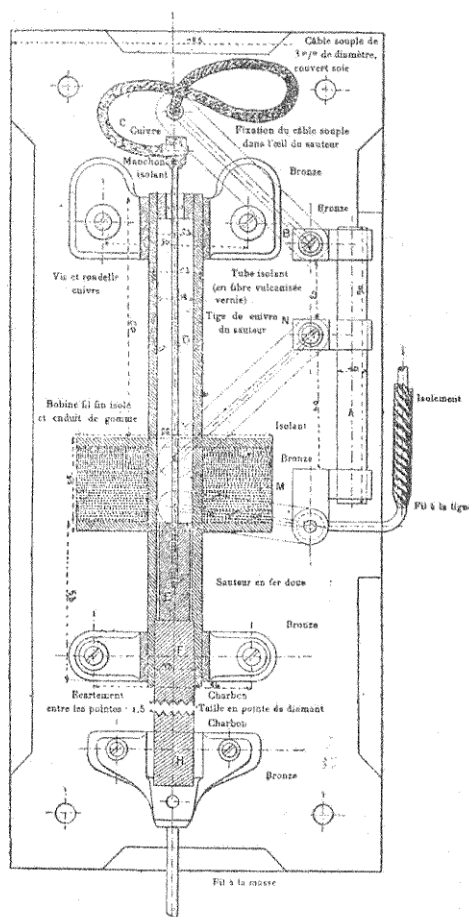 Câble souple de
3 m/m de diamètre,
couvert soie
C
Cuivre
Fixation du câble souple
dans l'œil du sauteur
Manchon
isolant
Bronze
Bronze
B
Vis et rondelle
cuivre
Tube isolant
(en fibre vulcanisée
vernie)
Tige de cuivre
du sauteur
N
D
A
Isolement
Bobine fil fin isolé
et enduit de gomme
Isolant
Bronze
M
Fil à la ligne
Sauteur en fer doux
Bronze
F
Ecartement
entre les pointes : 1,5
Charbon
Taille en pointe de diamant
Charbon
H
Bronze
Fil à la masse